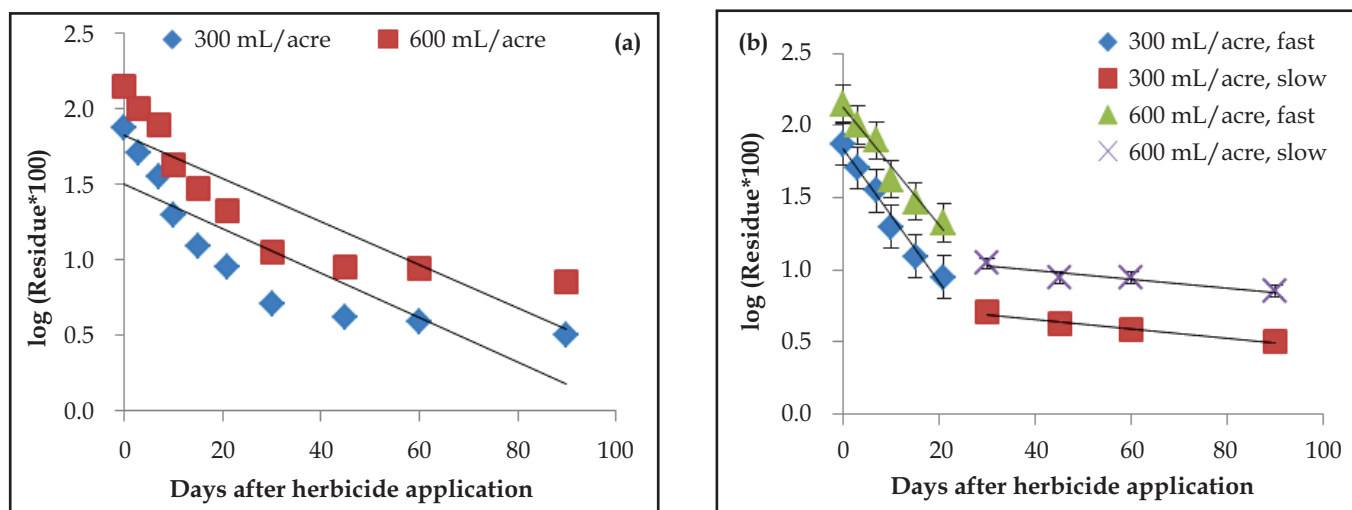 300 mL/acre 600 mL/acre (a)
2.5
2.0
1.5
1.0
0.5
0.0
0 20 40 60 80 100
Days after herbicide application
log (Residue*100)
(b)
300 mL/acre, fast
300 mL/acre, slow
600 mL/acre, fast
600 mL/acre, slow
2.5
2.0
1.5
1.0
0.5
0.0
0 20 40 60 80 100
Days after herbicide application
log (Residue*100)